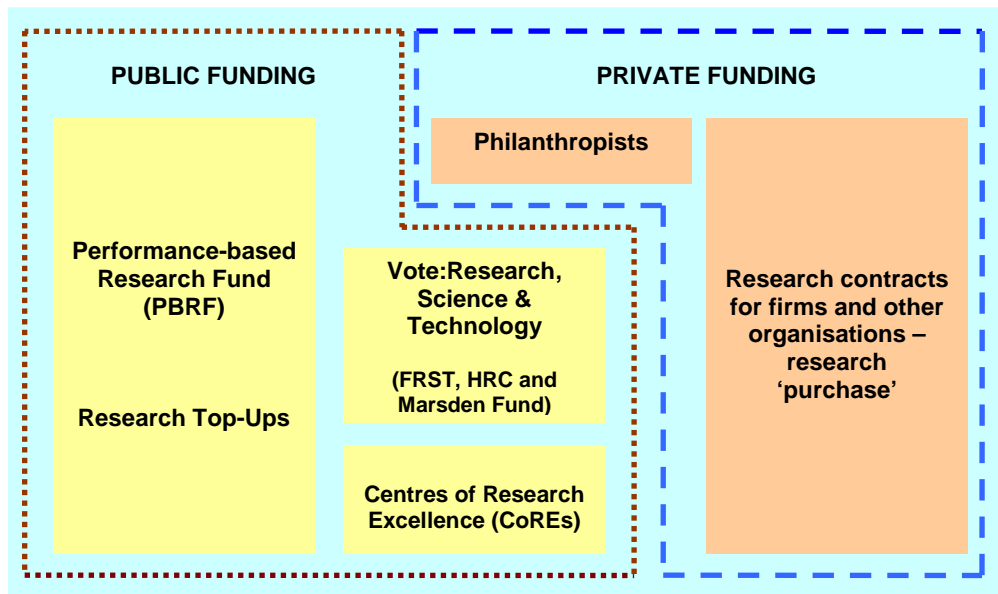 PUBLIC FUNDING
Performance-based
Research Fund
(PBRF)
Research Top-Ups
Vote:Research,
Science &
Technology
(FRST, HRC and
Marsden Fund)
Centres of Research
Excellence (CoREs)
PRIVATE FUNDING
Philanthropists
Research contracts
for firms and other
organisations –
research
‘purchase’